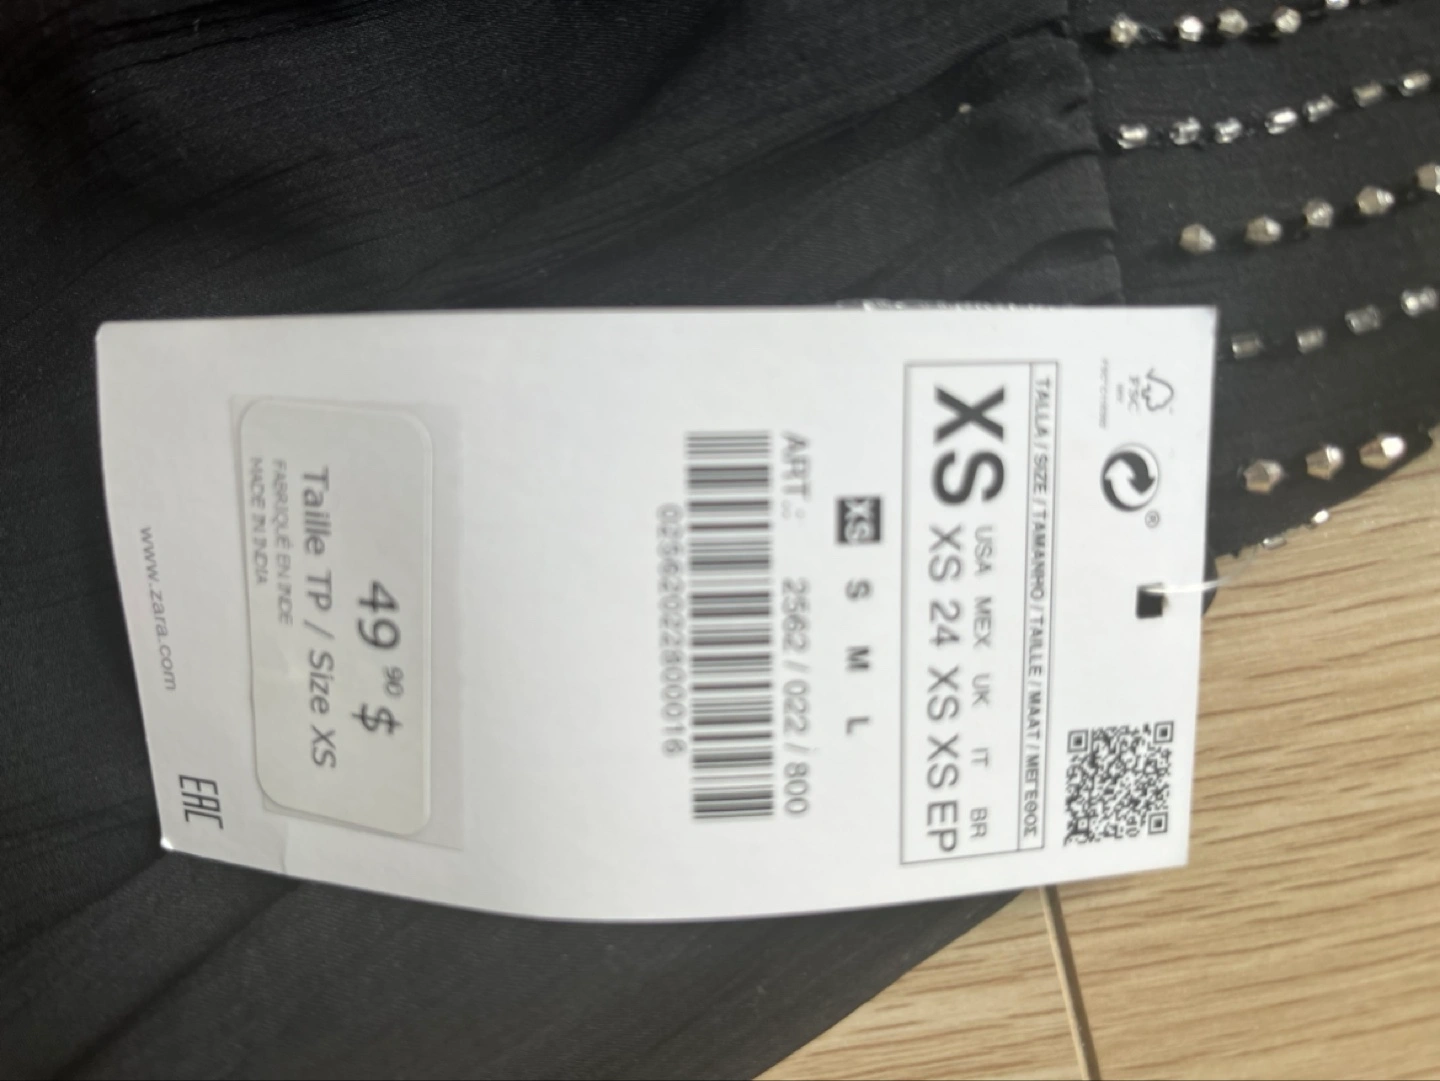 FSC
®
TALLA / SIZE / TAMANHO / TAILLE / MAAT / ΜΕΓΕΘΟΣ
USA MEX UK IT BR
XS XS 24 XS XS EP
XS S M L
ART. 2562 / 022 / 800
49 90 $
Taille TP / Size XS
FABRIQUÉ EN INDE
MADE IN INDIA
www.zara.com
EAC